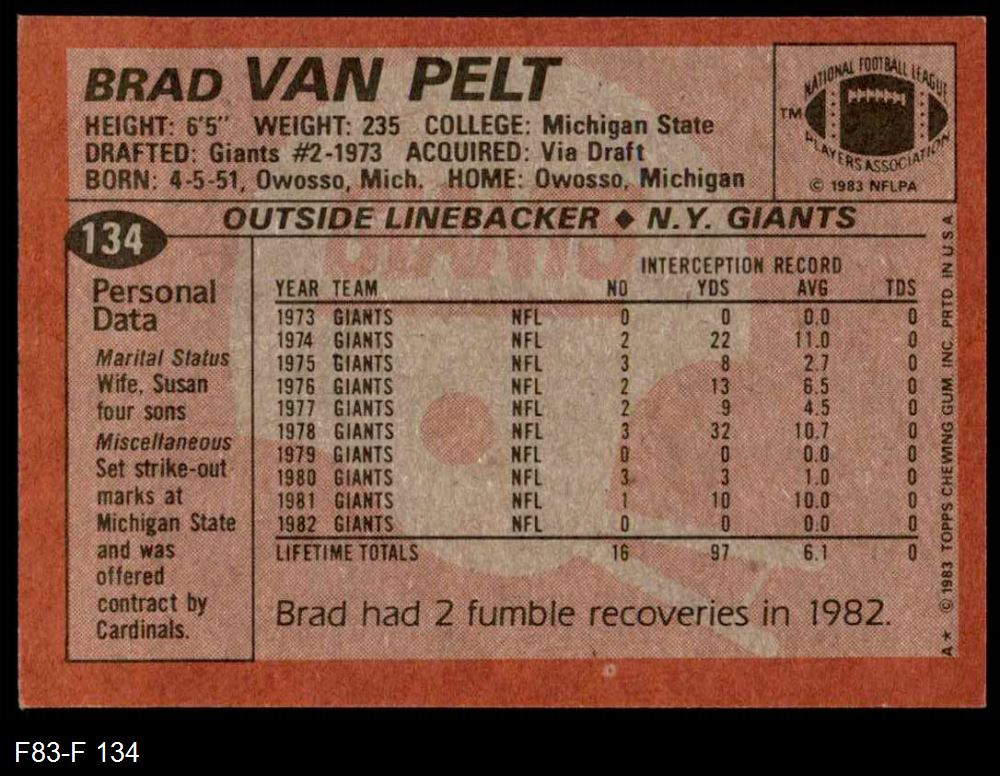 BRAD VAN PELT
HEIGHT: 6'5" WEIGHT: 235 COLLEGE: Michigan State
DRAFTED: Giants #2-1973 ACQUIRED: Via Draft
BORN: 4-5-51, Owosso, Mich. HOME: Owosso, Michigan
TM
NATIONAL FOOTBALL LEAGUE
PLAYERS ASSOCIATION
© 1983 NFLPA
134
OUTSIDE LINEBACKER ♦ N.Y. GIANTS
Personal
Data
Marital Status
Wife, Susan
four sons
Miscellaneous
Set strike-out
marks at
Michigan State
and was
offered
contract by
Cardinals.
INTERCEPTION RECORD
YEAR TEAM NO YDS AVG TDS
1973 GIANTS NFL 0 0 0.0 0
1974 GIANTS NFL 2 22 11.0 0
1975 GIANTS NFL 3 8 2.7 0
1976 GIANTS NFL 2 13 6.5 0
1977 GIANTS NFL 2 9 4.5 0
1978 GIANTS NFL 3 32 10.7 0
1979 GIANTS NFL 0 0 0.0 0
1980 GIANTS NFL 3 3 1.0 0
1981 GIANTS NFL 1 10 10.0 0
1982 GIANTS NFL 0 0 0.0 0
LIFETIME TOTALS 16 97 6.1 0
Brad had 2 fumble recoveries in 1982.
A★ © 1983 TOPPS CHEWING GUM INC. PRTD. IN U.S.A.
GIANTS
F83-F 134